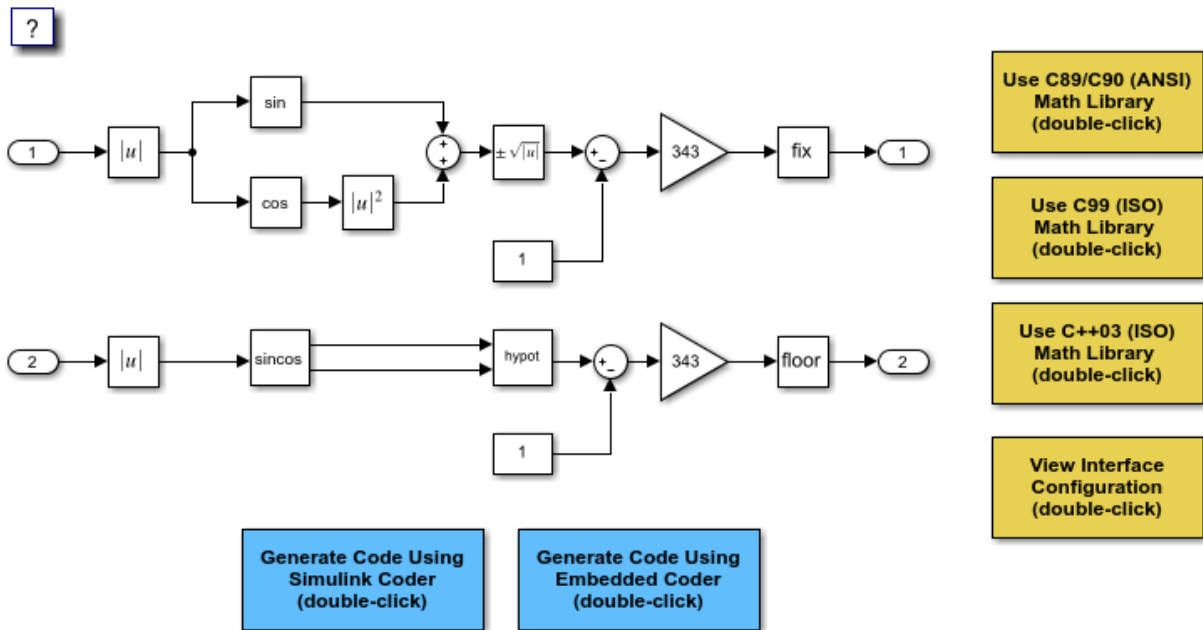 ?
sin
1
|u|
+
+
± √|u|
+
−
343
fix
1
cos
|u|²
1
2
|u|
sincos
hypot
+
−
343
floor
2
1
Use C89/C90 (ANSI)
Math Library
(double-click)
Use C99 (ISO)
Math Library
(double-click)
Use C++03 (ISO)
Math Library
(double-click)
View Interface
Configuration
(double-click)
Generate Code Using
Simulink Coder
(double-click)
Generate Code Using
Embedded Coder
(double-click)